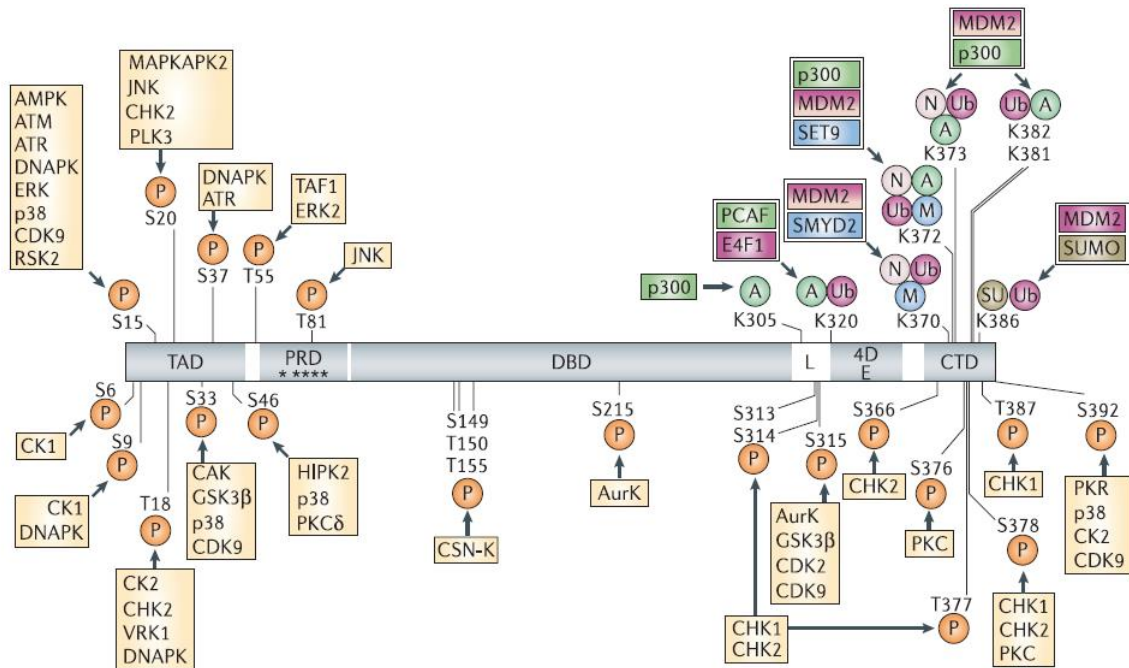 MDM2
p300
MAPKAPK2
JNK
CHK2
PLK3
p300
MDM2
SET9
AMPK
ATM
ATR
DNAPK
ERK
p38
CDK9
RSK2
N Ub
A
K373
Ub A
K382
K381
P
S20
DNAPK
ATR
TAF1
ERK2
PCAF
E4F1
MDM2
SMYD2
N A
Ub M
K372
MDM2
SUMO
P
S37
P
T55
JNK
N Ub
M
K370
P
S15
P
T81
p300
A
K305
A Ub
K320
SU Ub
K386
TAD
PRD
* ****
DBD
L
4D
E
CTD
S6
P
CK1
S9
P
CK1
DNAPK
T18
P
CK2
CHK2
VRK1
DNAPK
S33
P
CAK
GSK3β
p38
CDK9
S46
P
HIPK2
p38
PKCδ
S149
T150
T155
P
CSN-K
S215
P
AurK
S313
S314
P
CHK1
CHK2
S315
P
AurK
GSK3β
CDK2
CDK9
S366
P
CHK2
S376
P
PKC
T377
P
T387
P
CHK1
S378
P
CHK1
CHK2
PKC
S392
P
PKR
p38
CK2
CDK9